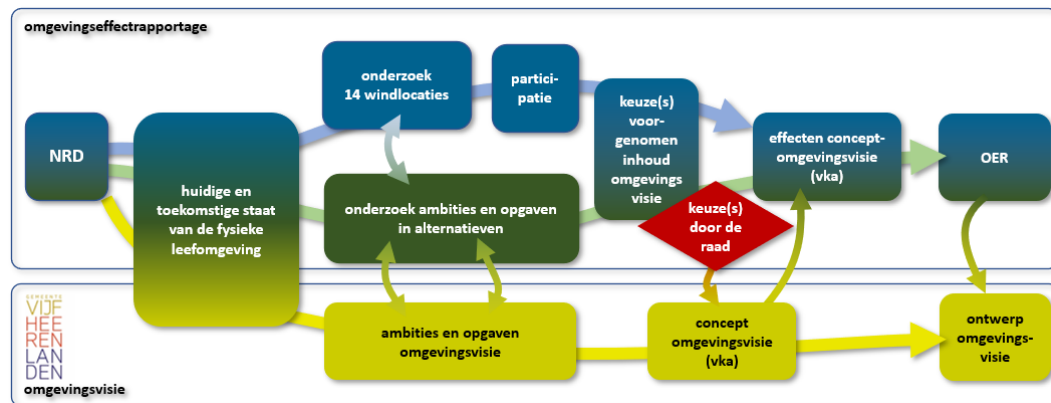 omgevingseffectrapportage
NRD
huidige en
toekomstige staat
van de fysieke
leefomgeving
onderzoek
14 windlocaties
partici-
patie
onderzoek ambities en opgaven
in alternatieven
keuze(s)
voor-
genomen
inhoud
omgevings
visie
keuze(s)
door de
raad
effecten concept-
omgevingsvisie
(vka)
OER
GEMEENTE
VIJF
HEE
REN
LAN
DEN
omgevingsvisie
ambities en opgaven
omgevingsvisie
concept
omgevingsvisie
(vka)
ontwerp
omgevings-
visie